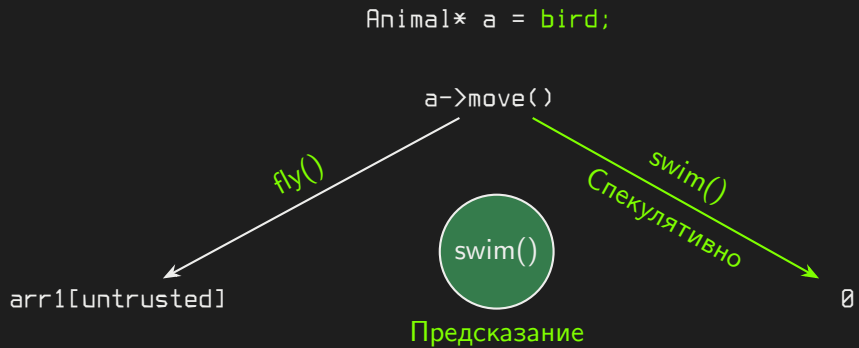 Animal* a = bird;
a->move()
fly()
swim()
Спекулятивно
swim()
arr1[untrusted]
0
Предсказание